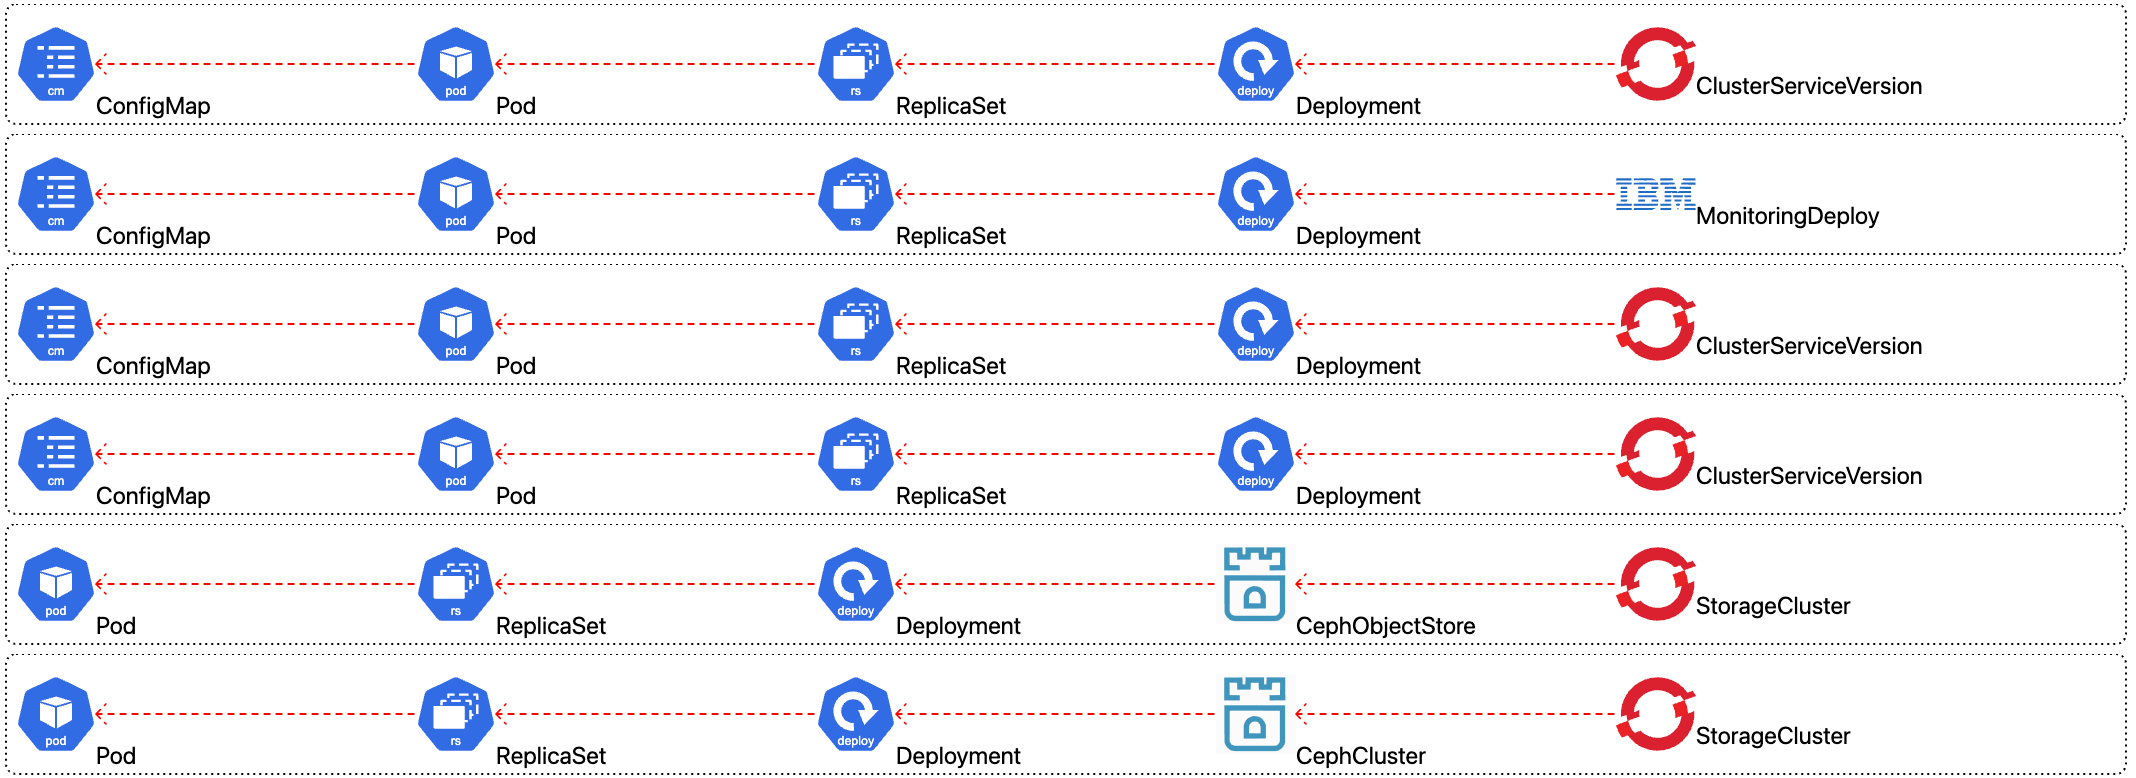 cm pod rs deploy ClusterServiceVersion
ConfigMap Pod ReplicaSet Deployment
cm pod rs deploy IBM MonitoringDeploy
ConfigMap Pod ReplicaSet Deployment
cm pod rs deploy ClusterServiceVersion
ConfigMap Pod ReplicaSet Deployment
cm pod rs deploy ClusterServiceVersion
ConfigMap Pod ReplicaSet Deployment
pod rs deploy D StorageCluster
Pod ReplicaSet Deployment CephObjectStore
pod rs deploy D StorageCluster
Pod ReplicaSet Deployment CephCluster